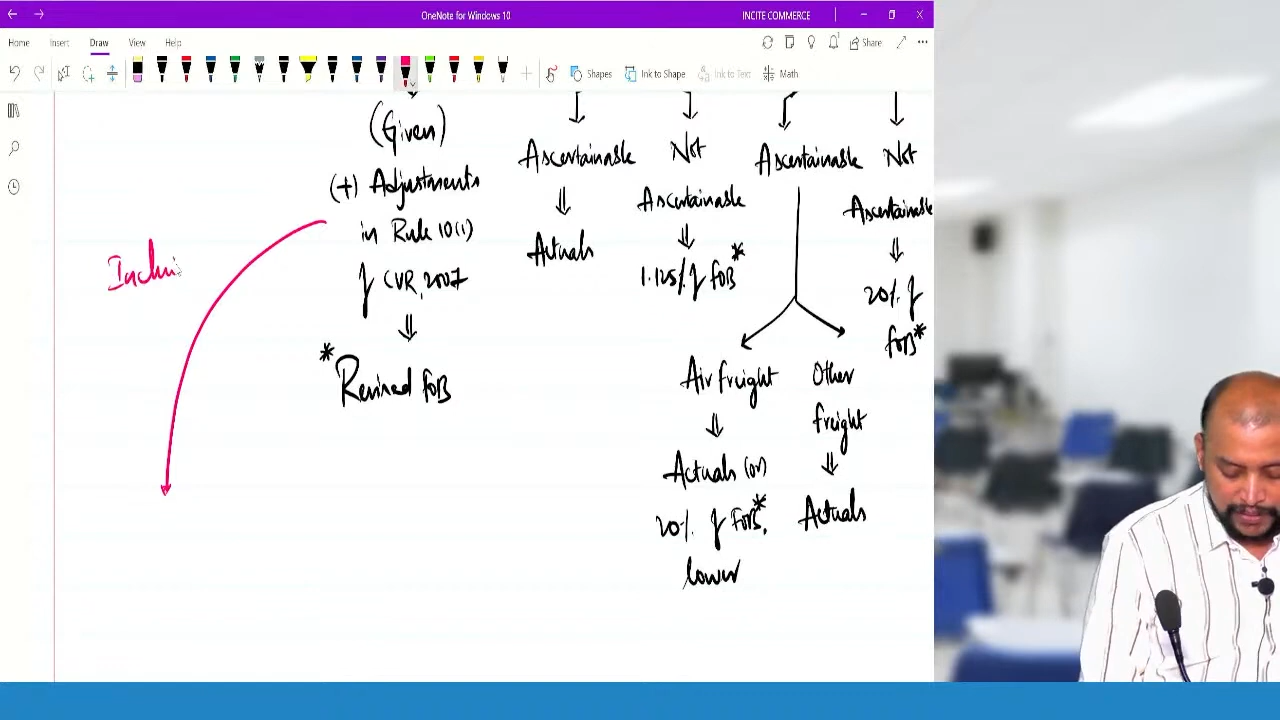 OneNote for Windows 10
INCITE COMMERCE
Home
Insert
Draw
View
Help
Share
Shapes
Ink to Shape
Ink to Text
Math
(Given)
(+) Adjustments
in Rule 10(1)
of CVR, 2007
⇓
* Revised FOB
Inclu
Ascertainable
⇓
Actuals
Not
Ascertainable
⇓
1.125% of FOB*
Ascertainable
Air freight
⇓
Actuals (or)
20% of FOB*,
lower
Other
freight
⇓
Actuals
Not
Ascertainable
⇓
20% of
FOB*